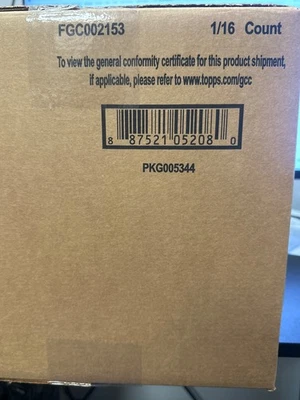 FGC002153 1/16 Count
To view the general conformity certificate for this product shipment,
if applicable, please refer to www.topps.com/gcc
8 87521 05208 0
PKG005344